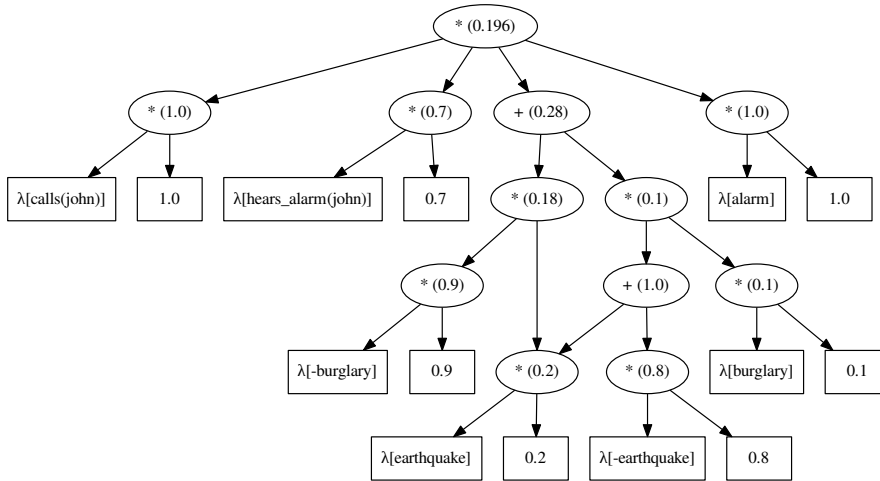 * (0.196)
* (1.0)
* (0.7)
+ (0.28)
* (1.0)
λ[calls(john)]
1.0
λ[hears_alarm(john)]
0.7
* (0.18)
* (0.1)
λ[alarm]
1.0
* (0.9)
+ (1.0)
* (0.1)
λ[-burglary]
0.9
* (0.2)
* (0.8)
λ[burglary]
0.1
λ[earthquake]
0.2
λ[-earthquake]
0.8